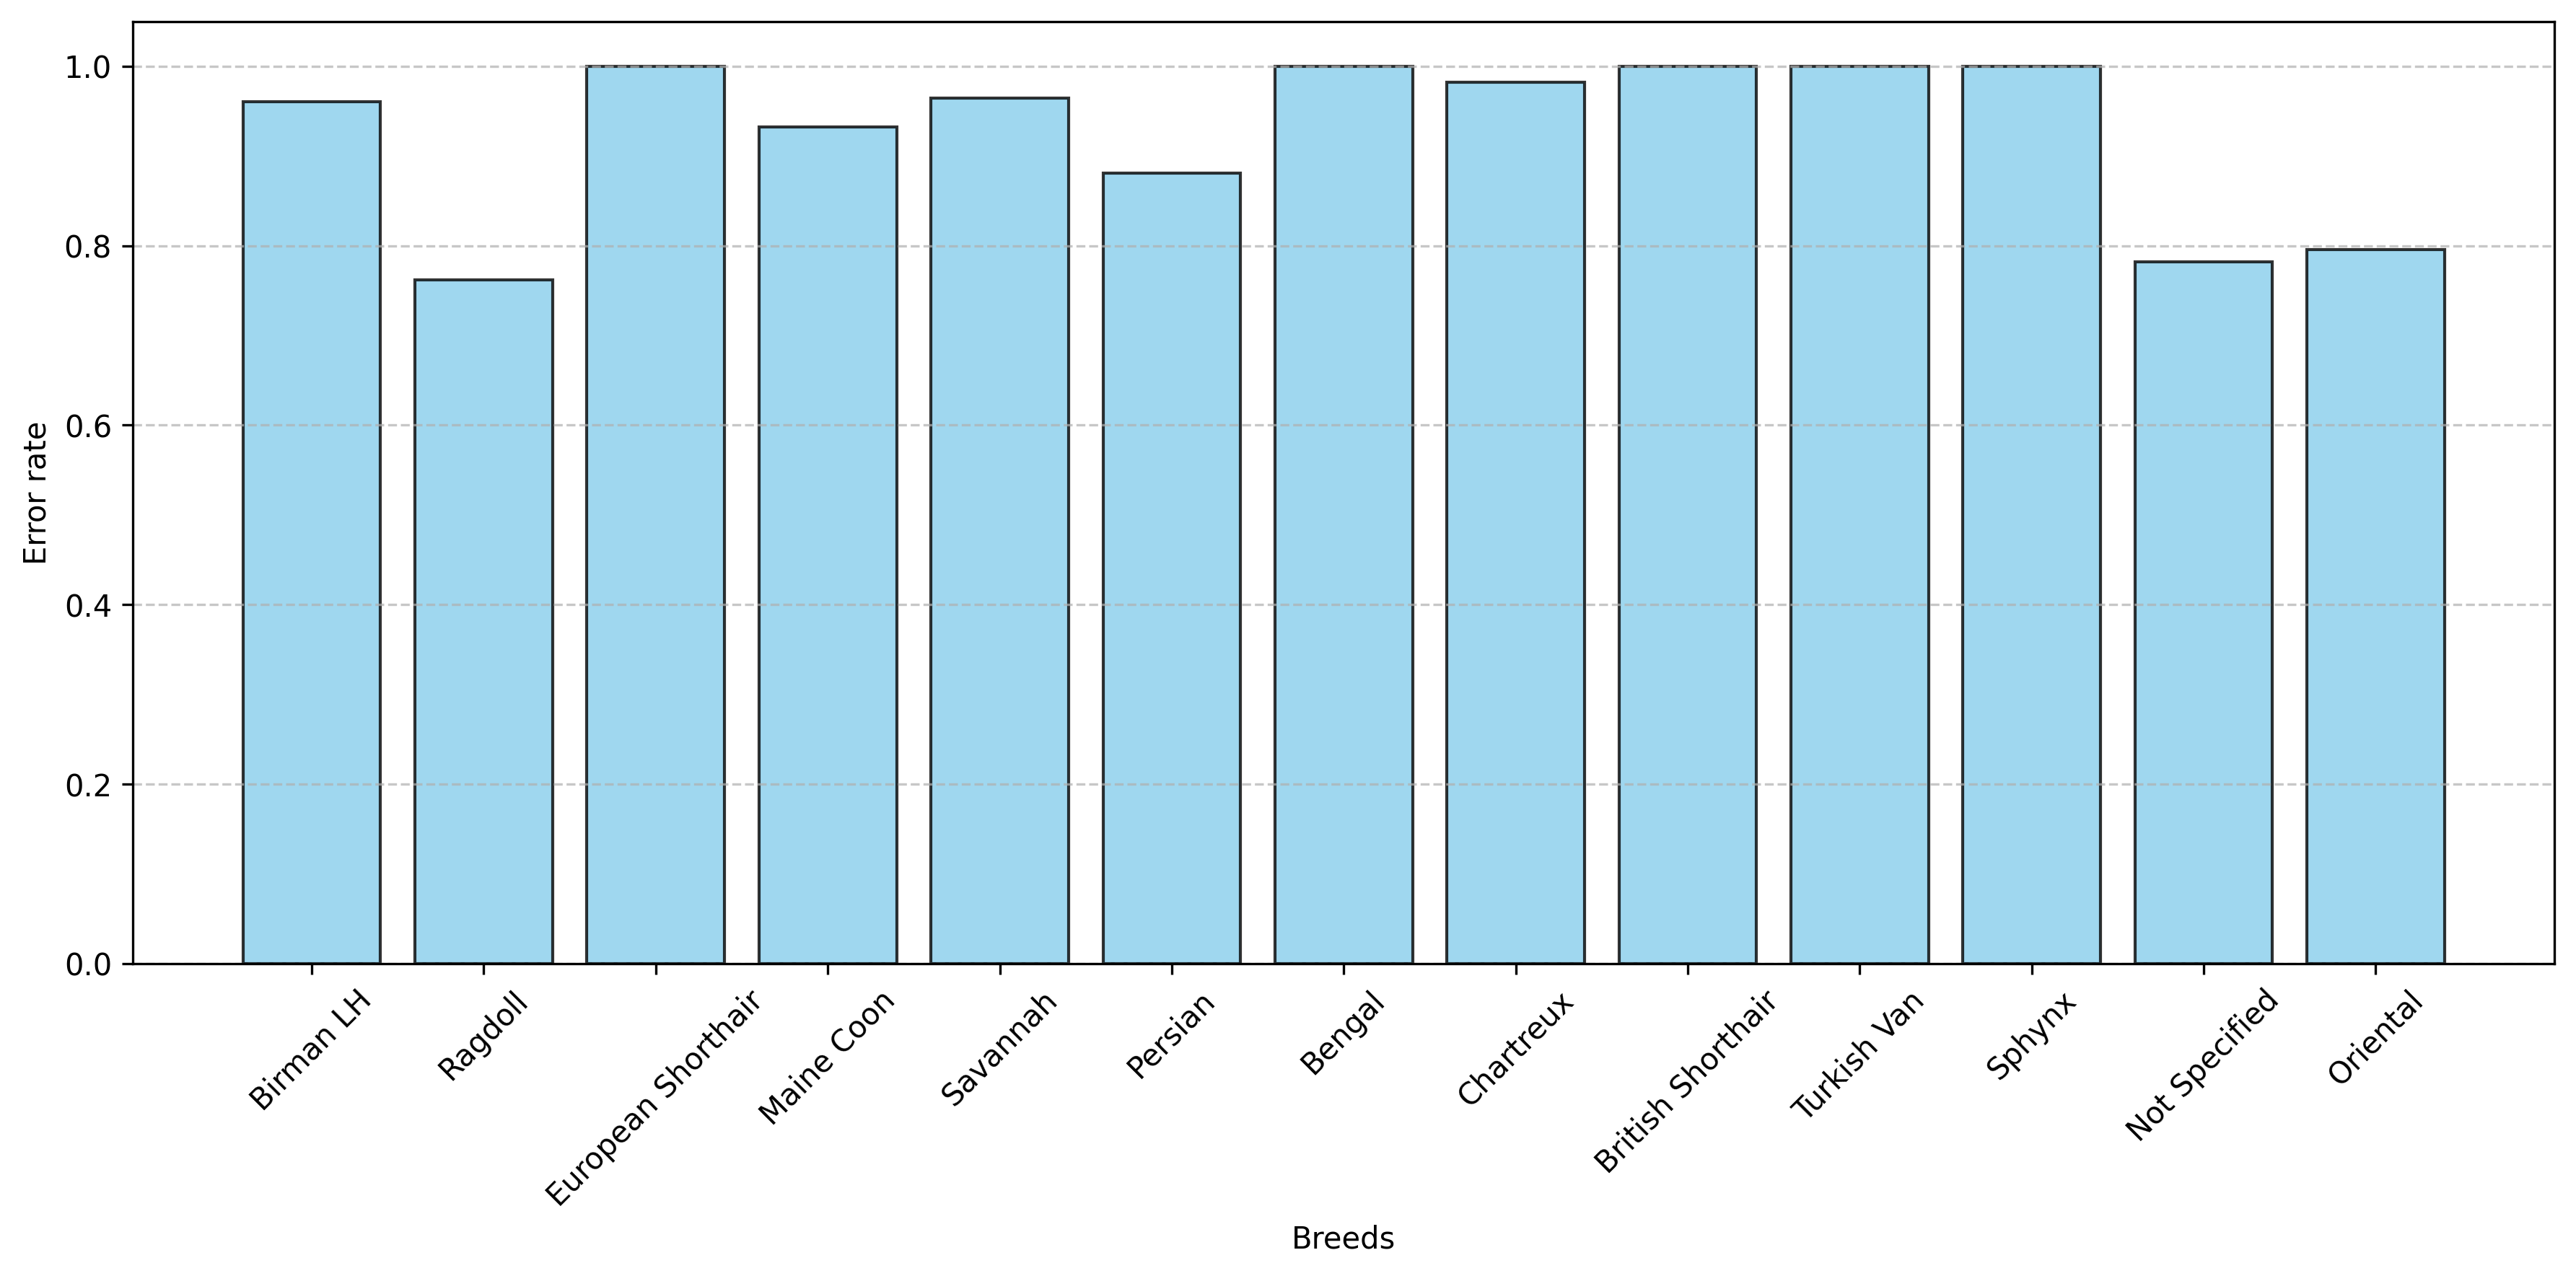 Error rate
1.0
0.8
0.6
0.4
0.2
0.0
Birman LH
Ragdoll
European Shorthair
Maine Coon
Savannah
Persian
Bengal
Chartreux
British Shorthair
Turkish Van
Sphynx
Not Specified
Oriental
Breeds